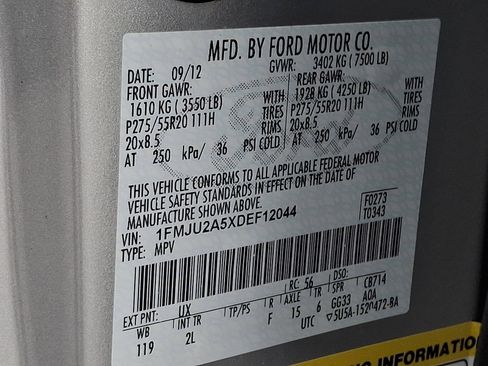 MFD. BY FORD MOTOR CO.
DATE: 09/12 GVWR: 3402 KG ( 7500 LB)
FRONT GAWR: REAR GAWR:
1610 KG ( 3550 LB) WITH 1928 KG ( 4250 LB) WITH
P275/55R20 111H TIRES P275/55R20 111H TIRES
20x8.5 RIMS 20x8.5 RIMS
AT 250 kPa/ 36 PSI COLD AT 250 kPa/ 36 PSI COLD
THIS VEHICLE CONFORMS TO ALL APPLICABLE FEDERAL MOTOR
VEHICLE SAFETY STANDARDS IN EFFECT ON THE DATE OF
MANUFACTURE SHOWN ABOVE.
F0273
VIN: 1FMJU2A5XDEF12044 T0343
TYPE: MPV
EXT PNT: UX RC: 56 DSO:
WB INT TR TP/PS R AXLE TR SPR CB714
119 2L F 15 6 GG33 AOA
UTC 5U5A-1520472-BA
INFORMATIO